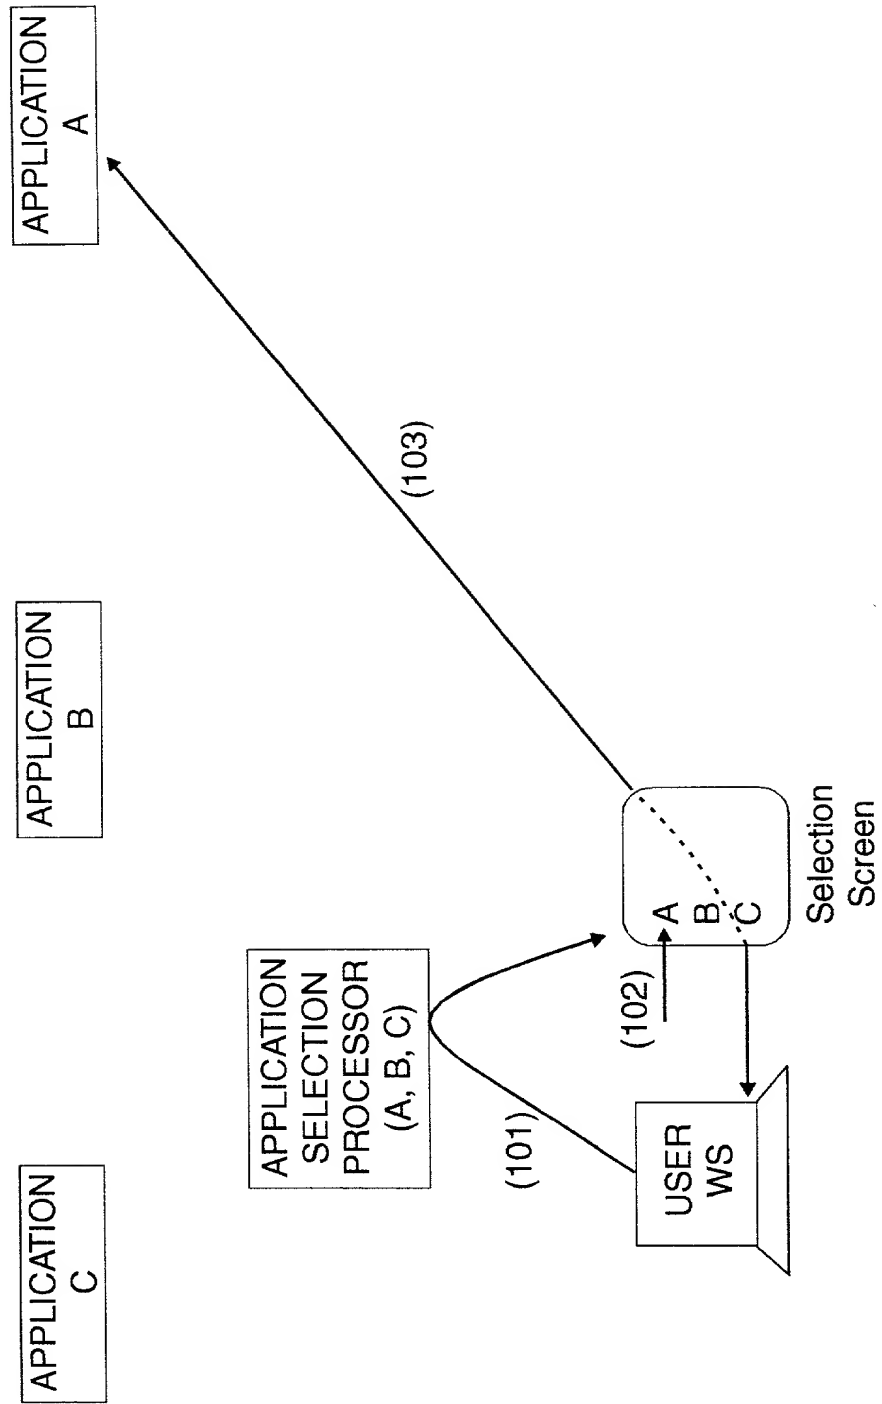 APPLICATION
C
APPLICATION
B
APPLICATION
A
APPLICATION
SELECTION
PROCESSOR
(A, B, C)
(101)
(103)
(102)
USER
WS
A
B
C
Selection
Screen